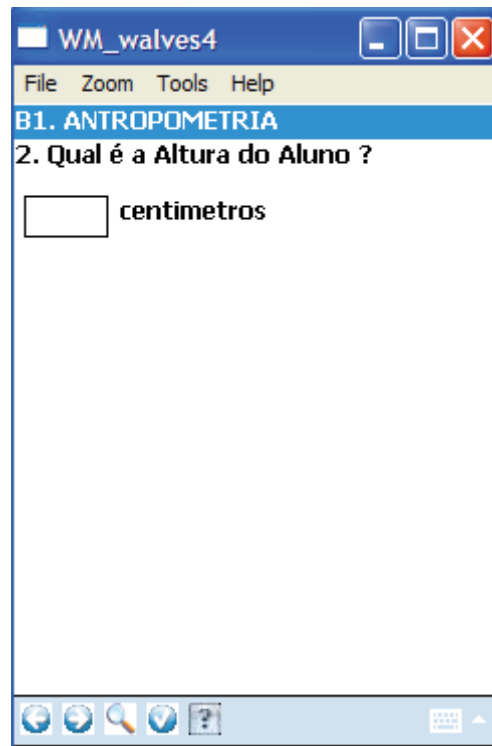 WM_walves4
File Zoom Tools Help
B1. ANTROPOMETRIA
2. Qual é a Altura do Aluno ?
centimetros